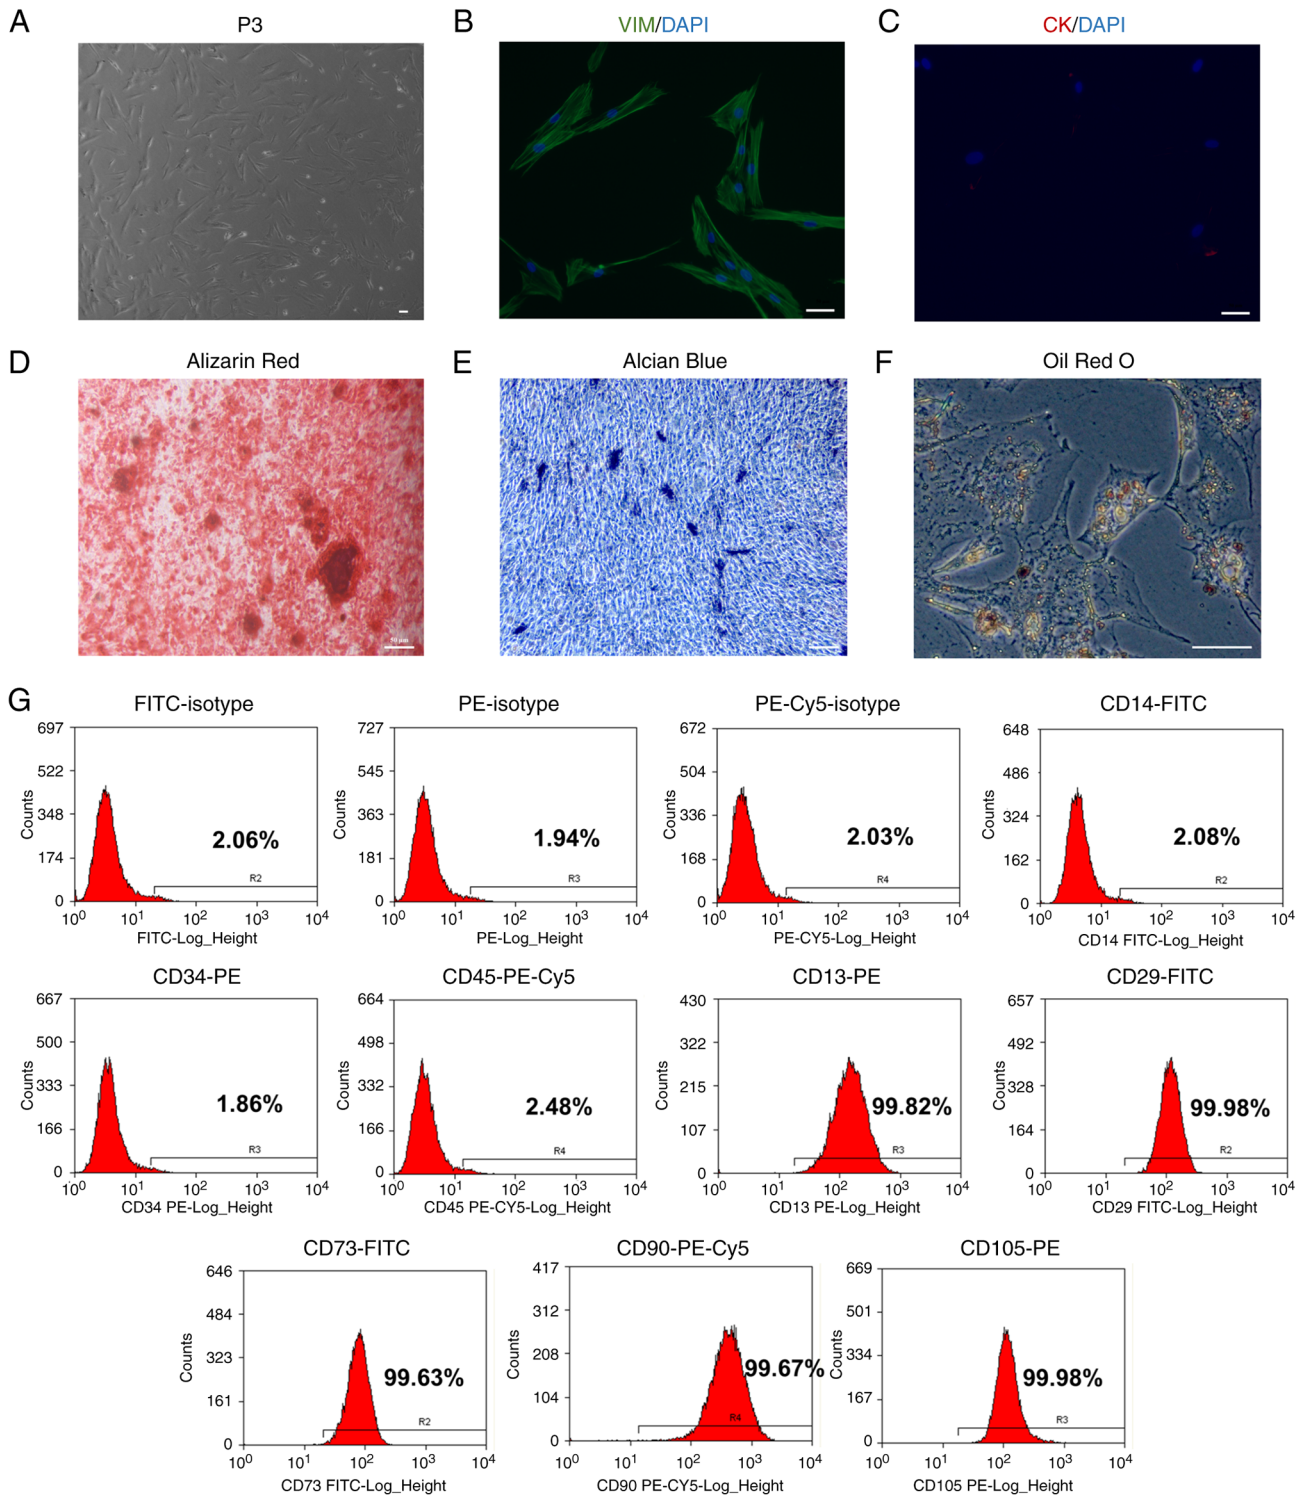 A P3
B VIM/DAPI
C CK/DAPI
D Alizarin Red
50 μm
E Alcian Blue
F Oil Red O
G
FITC-isotype
697
522
348
174
0
Counts
2.06%
R2
10⁰ 10¹ 10² 10³ 10⁴
FITC-Log_Height
PE-isotype
727
545
363
181
0
Counts
1.94%
R3
10⁰ 10¹ 10² 10³ 10⁴
PE-Log_Height
PE-Cy5-isotype
672
504
336
168
0
Counts
2.03%
R4
10⁰ 10¹ 10² 10³ 10⁴
PE-CY5-Log_Height
CD14-FITC
648
486
324
162
0
Counts
2.08%
R2
10⁰ 10¹ 10² 10³ 10⁴
CD14 FITC-Log_Height
CD34-PE
667
500
333
166
0
Counts
1.86%
R3
10⁰ 10¹ 10² 10³ 10⁴
CD34 PE-Log_Height
CD45-PE-Cy5
664
498
332
166
0
Counts
2.48%
R4
10⁰ 10¹ 10² 10³ 10⁴
CD45 PE-CY5-Log_Height
CD13-PE
430
322
215
107
0
Counts
99.82%
R3
10⁰ 10¹ 10² 10³ 10⁴
CD13 PE-Log_Height
CD29-FITC
657
492
328
164
0
Counts
99.98%
R2
10⁰ 10¹ 10² 10³ 10⁴
CD29 FITC-Log_Height
CD73-FITC
646
484
323
161
0
Counts
99.63%
R2
10⁰ 10¹ 10² 10³ 10⁴
CD73 FITC-Log_Height
CD90-PE-Cy5
417
312
208
104
0
Counts
99.67%
R4
10⁰ 10¹ 10² 10³ 10⁴
CD90 PE-CY5-Log_Height
CD105-PE
669
501
334
167
0
Counts
99.98%
R3
10⁰ 10¹ 10² 10³ 10⁴
CD105 PE-Log_Height